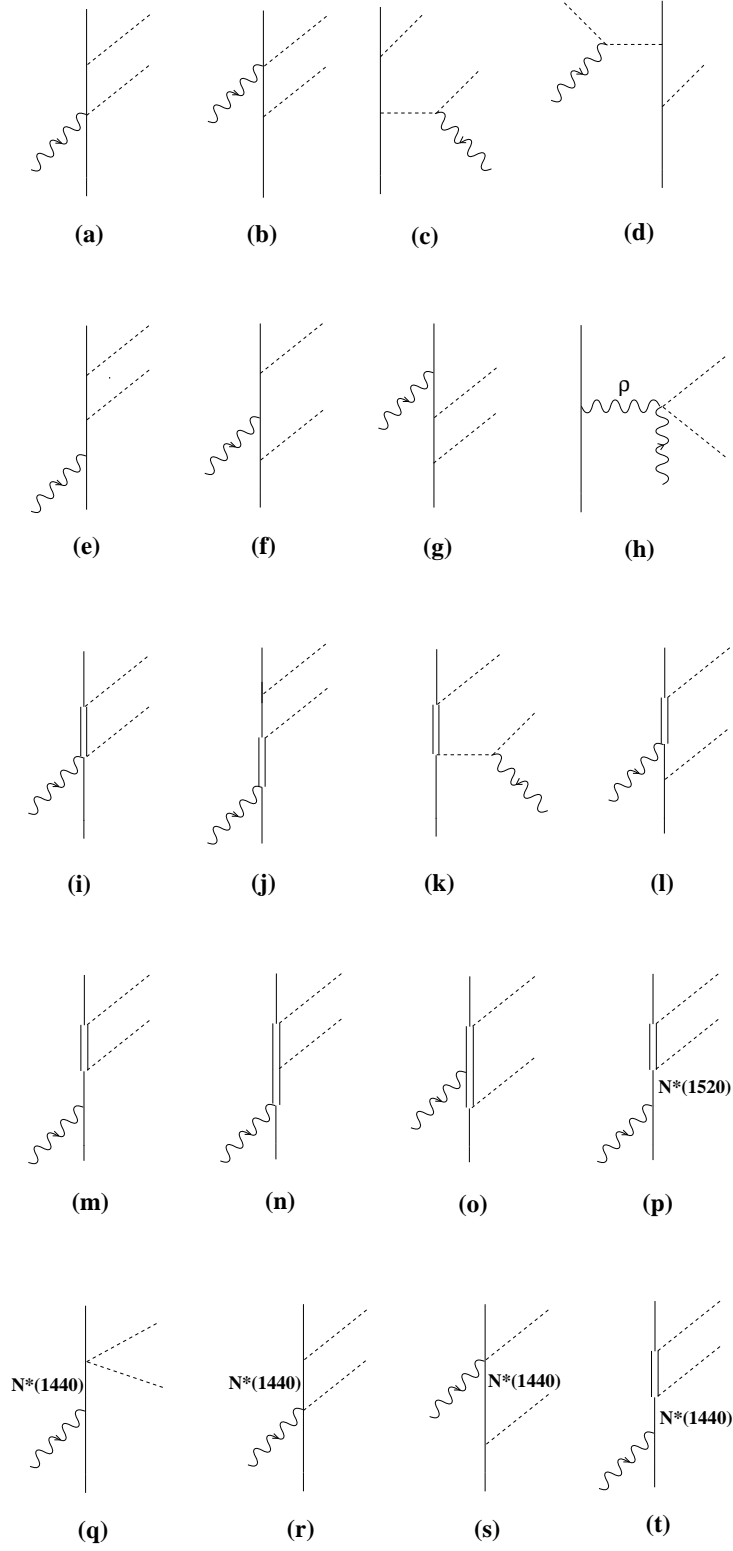 (a) (b) (c) (d)
ρ
(e) (f) (g) (h)
(i) (j) (k) (l)
N*(1520)
(m) (n) (o) (p)
N*(1440) N*(1440) N*(1440)
N*(1440)
(q) (r) (s) (t)